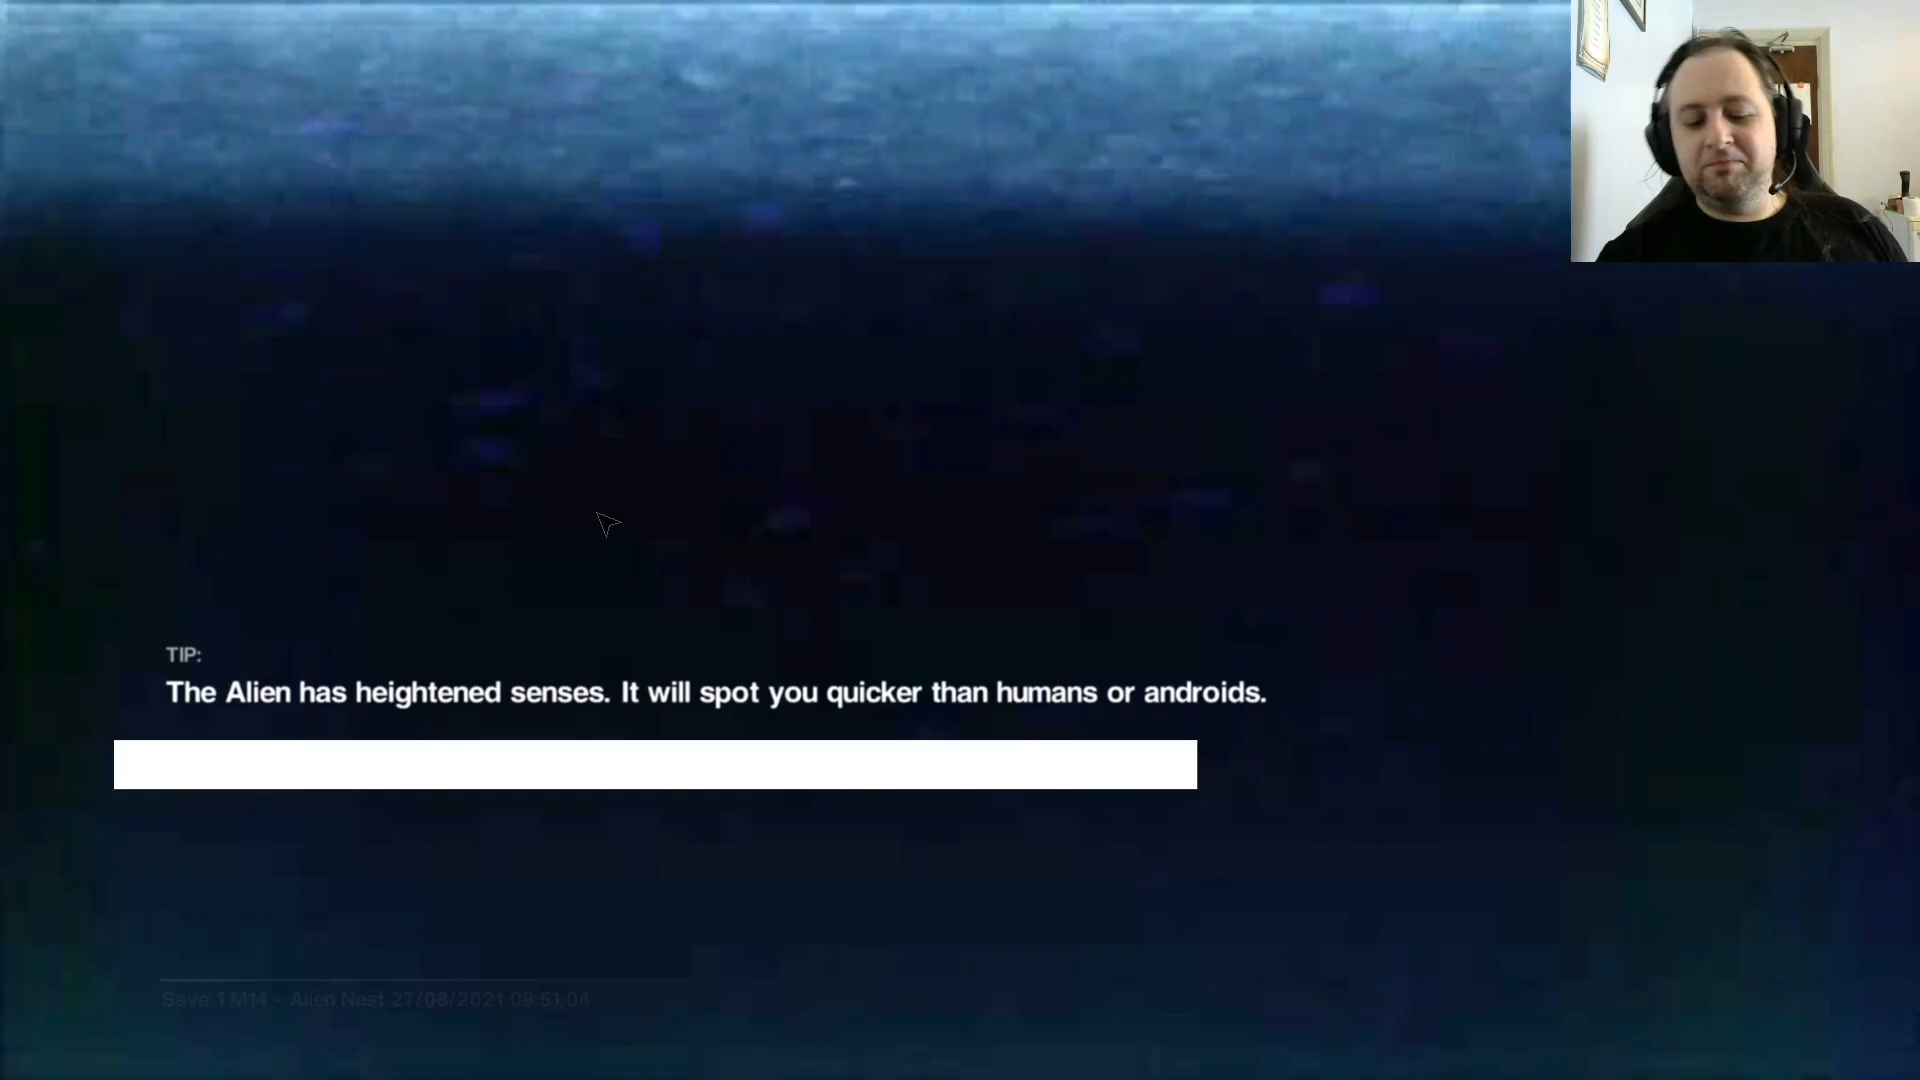 TIP:
The Alien has heightened senses. It will spot you quicker than humans or androids.
Save 1 M14 - Alien Nest 27/08/2021 09:51:04